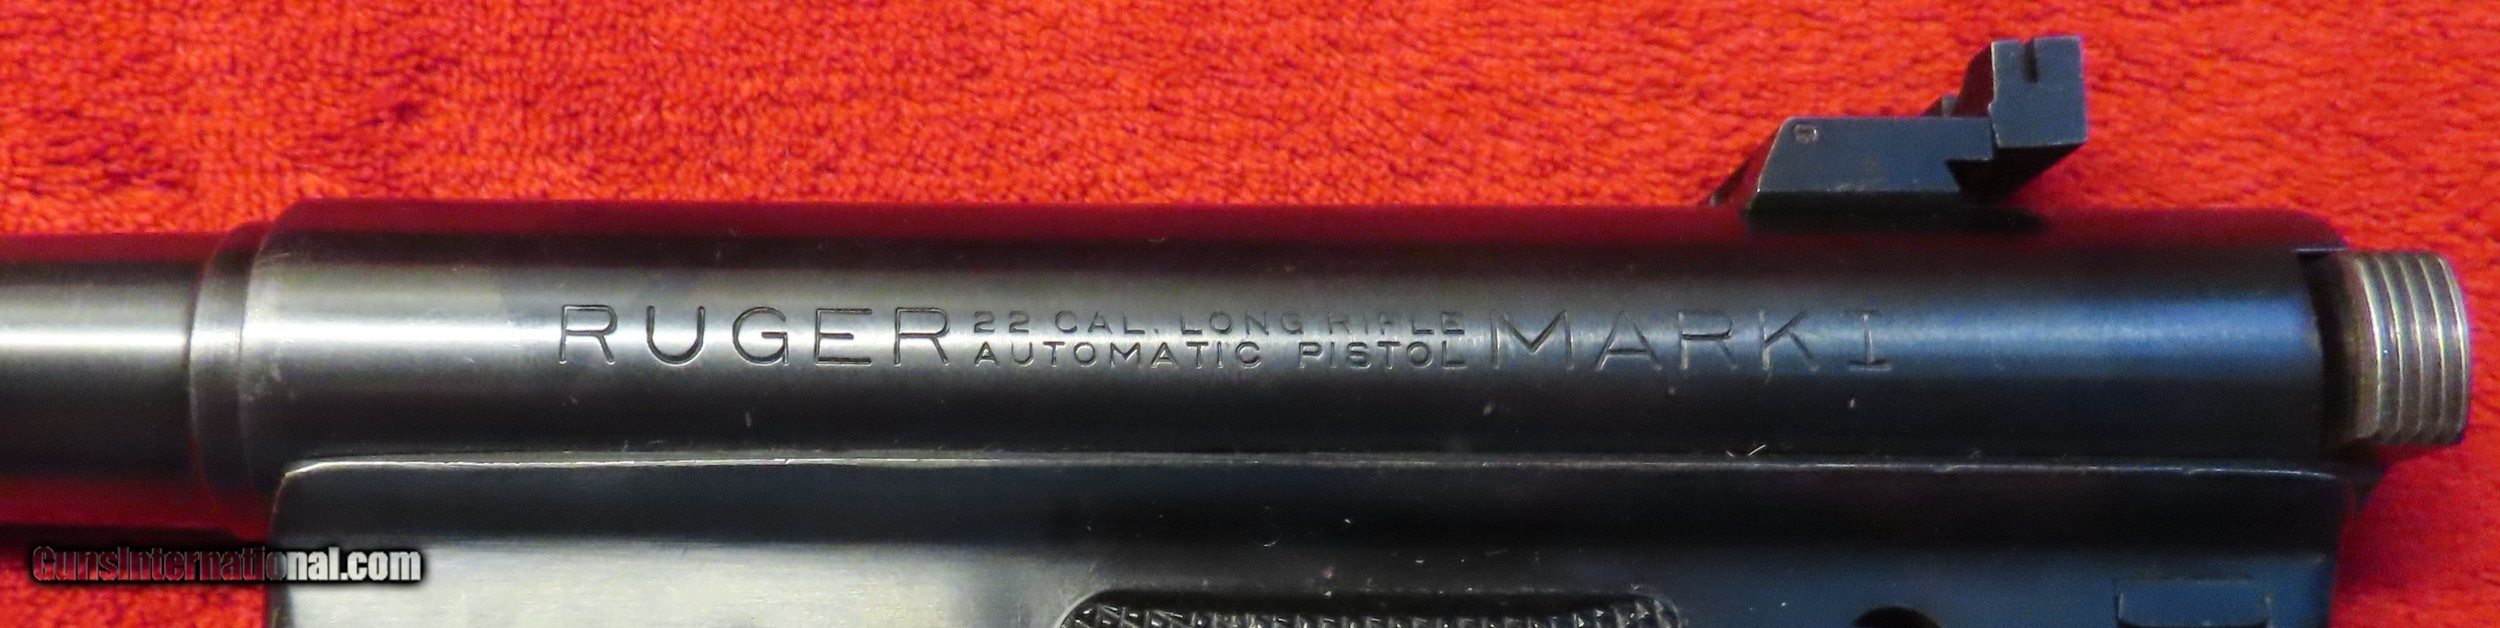 RUGER 22 CAL. LONG RIFLE MARK I
AUTOMATIC PISTOL
GunsInternational.com